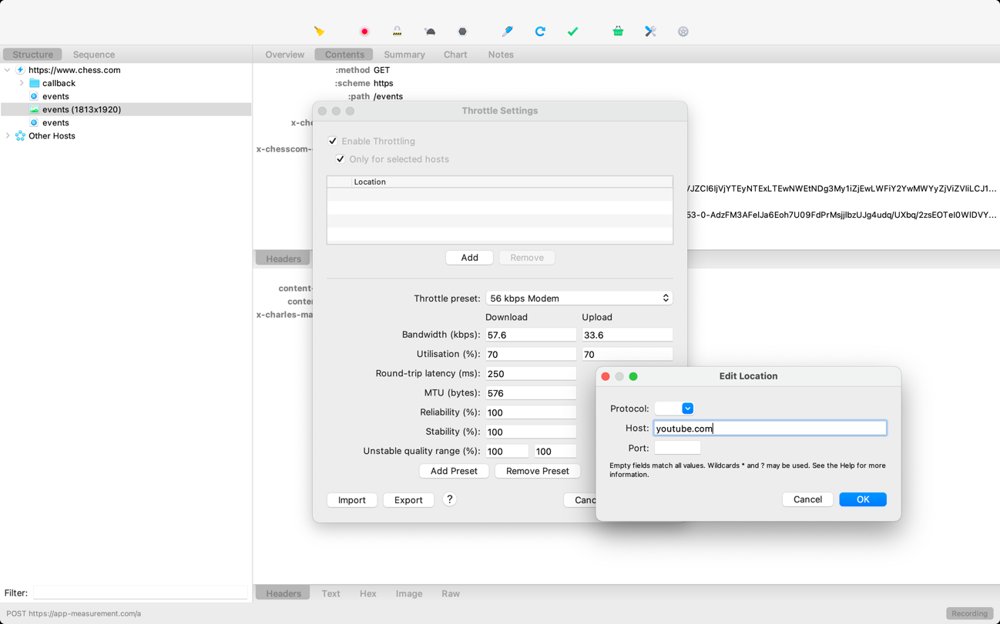 Structure
Sequence
Overview
Contents
Summary
Chart
Notes
https://www.chess.com
callback
events
events (1813x1920)
events
Other Hosts
:method GET
:scheme https
:path /events
x-che
x-chesscom-
Headers
content-
conte
x-charles-ma
Throttle Settings
Enable Throttling
Only for selected hosts
Location
Add
Remove
Throttle preset: 56 kbps Modem
Download Upload
Bandwidth (kbps): 57.6 33.6
Utilisation (%): 70 70
Round-trip latency (ms): 250
MTU (bytes): 576
Reliability (%): 100
Stability (%): 100
Unstable quality range (%): 100 100
Add Preset
Remove Preset
Import
Export
?
Canc
Edit Location
Protocol:
Host: youtube.com
Port:
Empty fields match all values. Wildcards * and ? may be used. See the Help for more
information.
Cancel
OK
Filter:
Headers
Text
Hex
Image
Raw
POST https://app-measurement.com/a
Recording